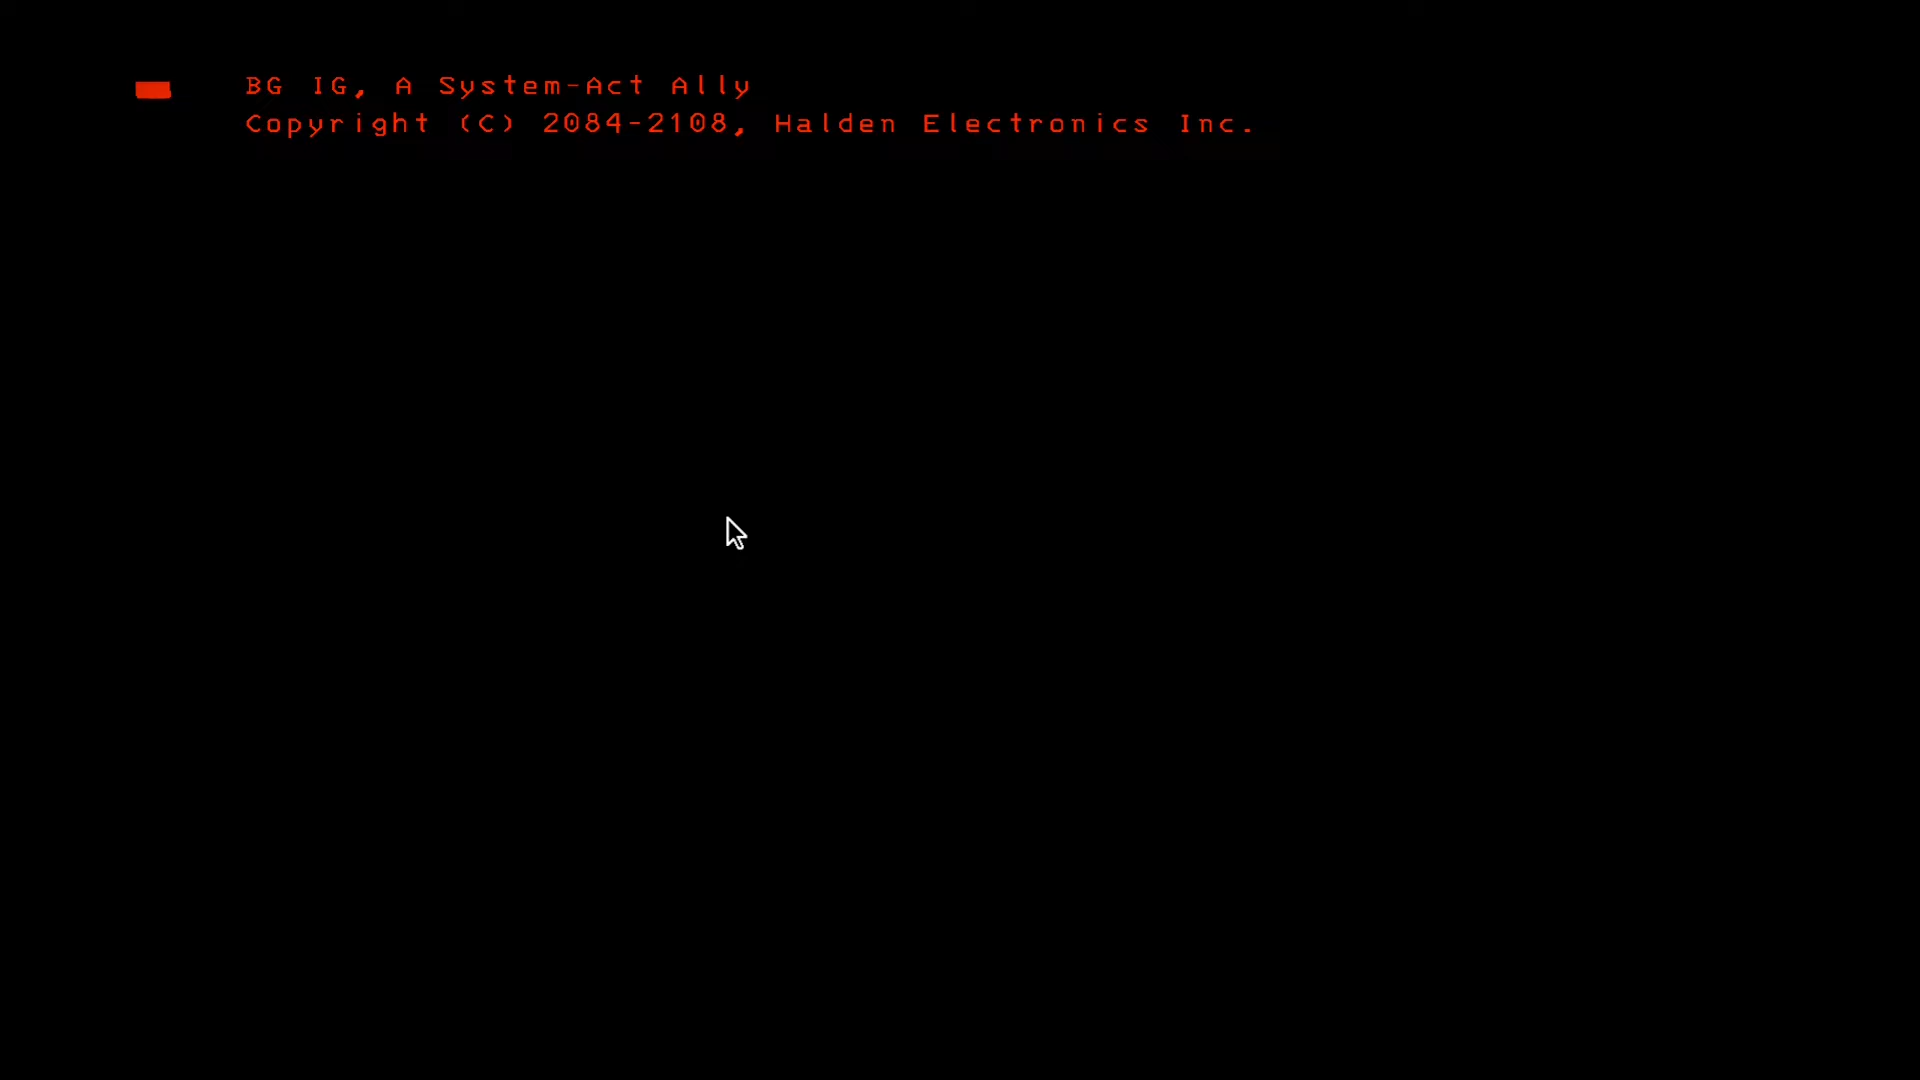 BG IG, A System-Act Ally
Copyright (C) 2084-2108, Halden Electronics Inc.